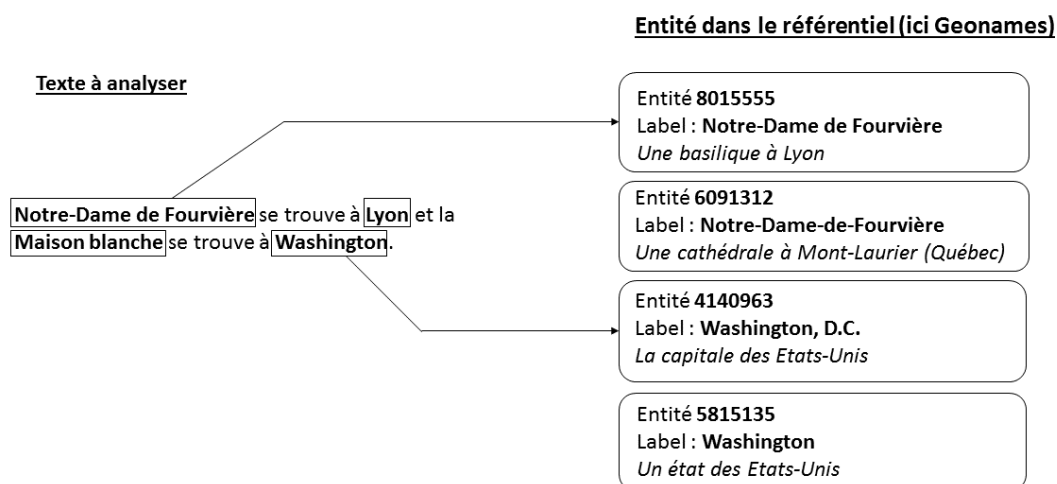 Entité dans le référentiel (ici Geonames)
Texte à analyser
Notre-Dame de Fourvière se trouve à Lyon et la
Maison blanche se trouve à Washington.
Entité 8015555
Label : Notre-Dame de Fourvière
Une basilique à Lyon
Entité 6091312
Label : Notre-Dame-de-Fourvière
Une cathédrale à Mont-Laurier (Québec)
Entité 4140963
Label : Washington, D.C.
La capitale des Etats-Unis
Entité 5815135
Label : Washington
Un état des Etats-Unis